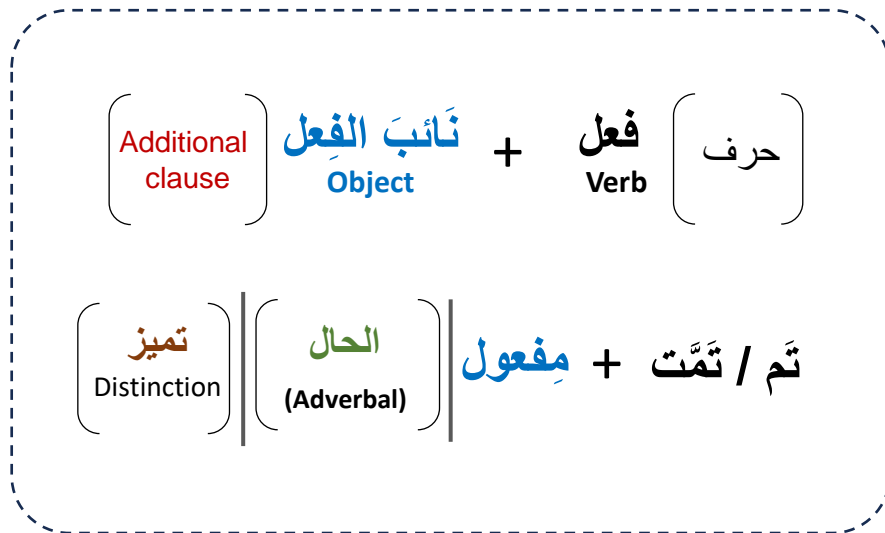 حرف فعل + نَائبَ الفِعل Additional
Verb Object clause
تَم / تَمَّت + مِفعول الحال تميز
(Adverbal) Distinction